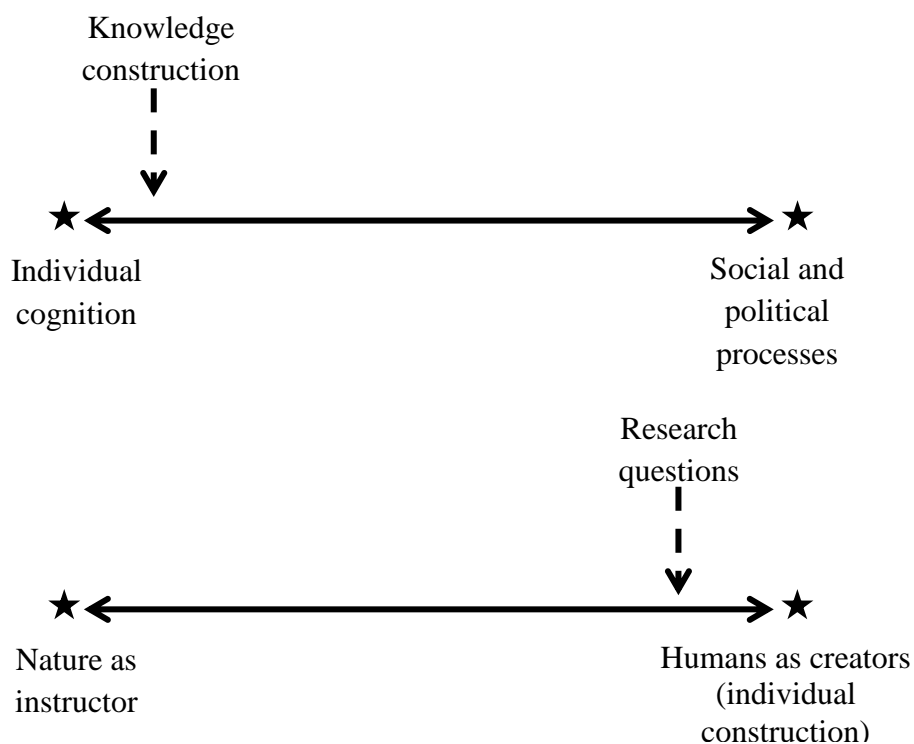 Knowledge
construction
Individual
cognition
Social and
political
processes
Research
questions
Nature as
instructor
Humans as creators
(individual
construction)